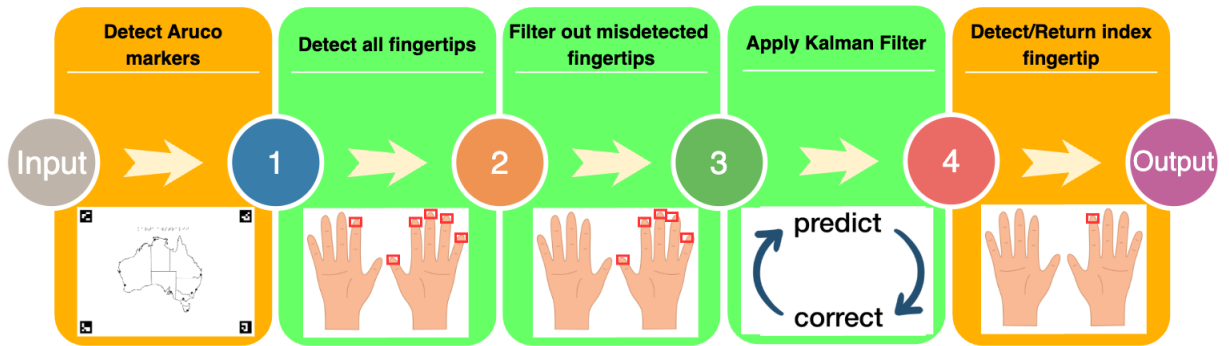 Detect Aruco
markers
Detect all fingertips
Filter out misdetected
fingertips
Apply Kalman Filter
Detect/Return index
fingertip
Input
1
2
3
4
Output
predict
correct